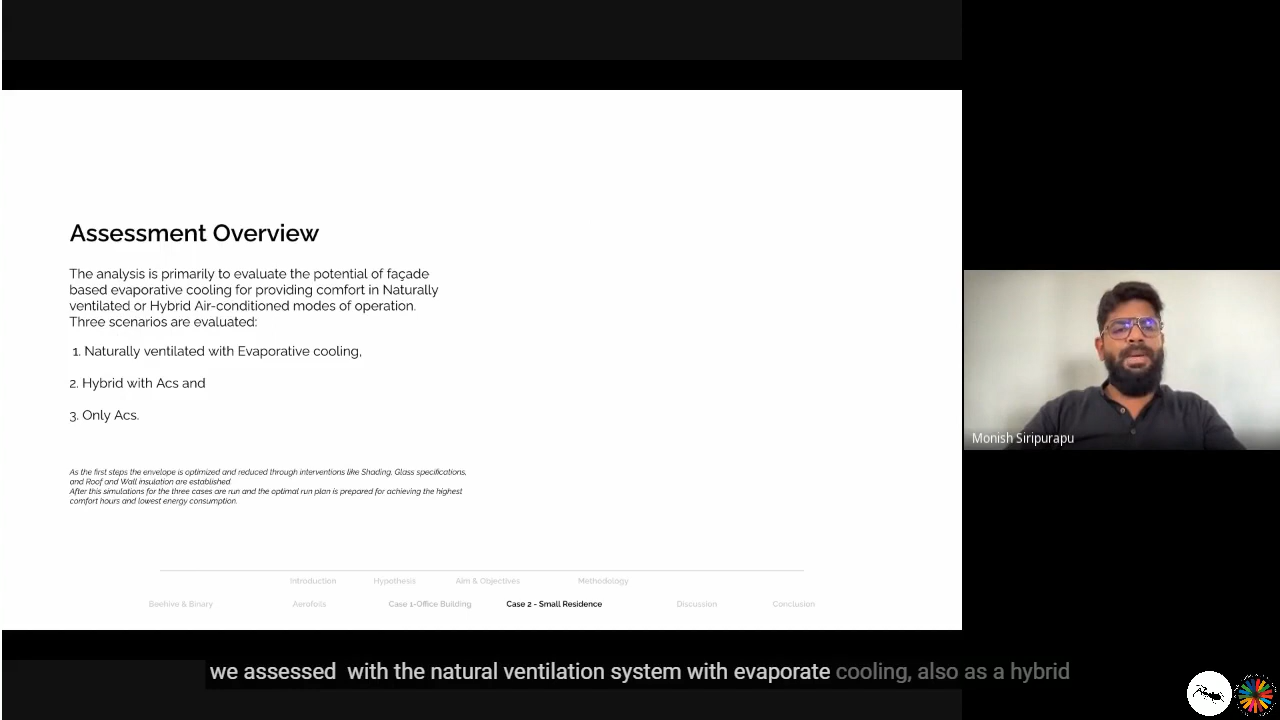 Assessment Overview
The analysis is primarily to evaluate the potential of façade
based evaporative cooling for providing comfort in Naturally
ventilated or Hybrid Air-conditioned modes of operation.
Three scenarios are evaluated:
1. Naturally ventilated with Evaporative cooling,
2. Hybrid with Acs and
3. Only Acs.
As the first steps the envelope is optimized and reduced through interventions like Shading, Glass specifications,
and Roof and Wall insulation are established
After this simulations for the three cases are run and the optimal run plan is prepared for achieving the highest
comfort hours and lowest energy consumption.
Introduction Hypothesis Aim & Objectives Methodology
Beehive & Binary Aerofoils Case 1-Office Building Case 2 - Small Residence Discussion Conclusion
Monish Siripurapu
we assessed with the natural ventilation system with evaporate cooling, also as a hybrid